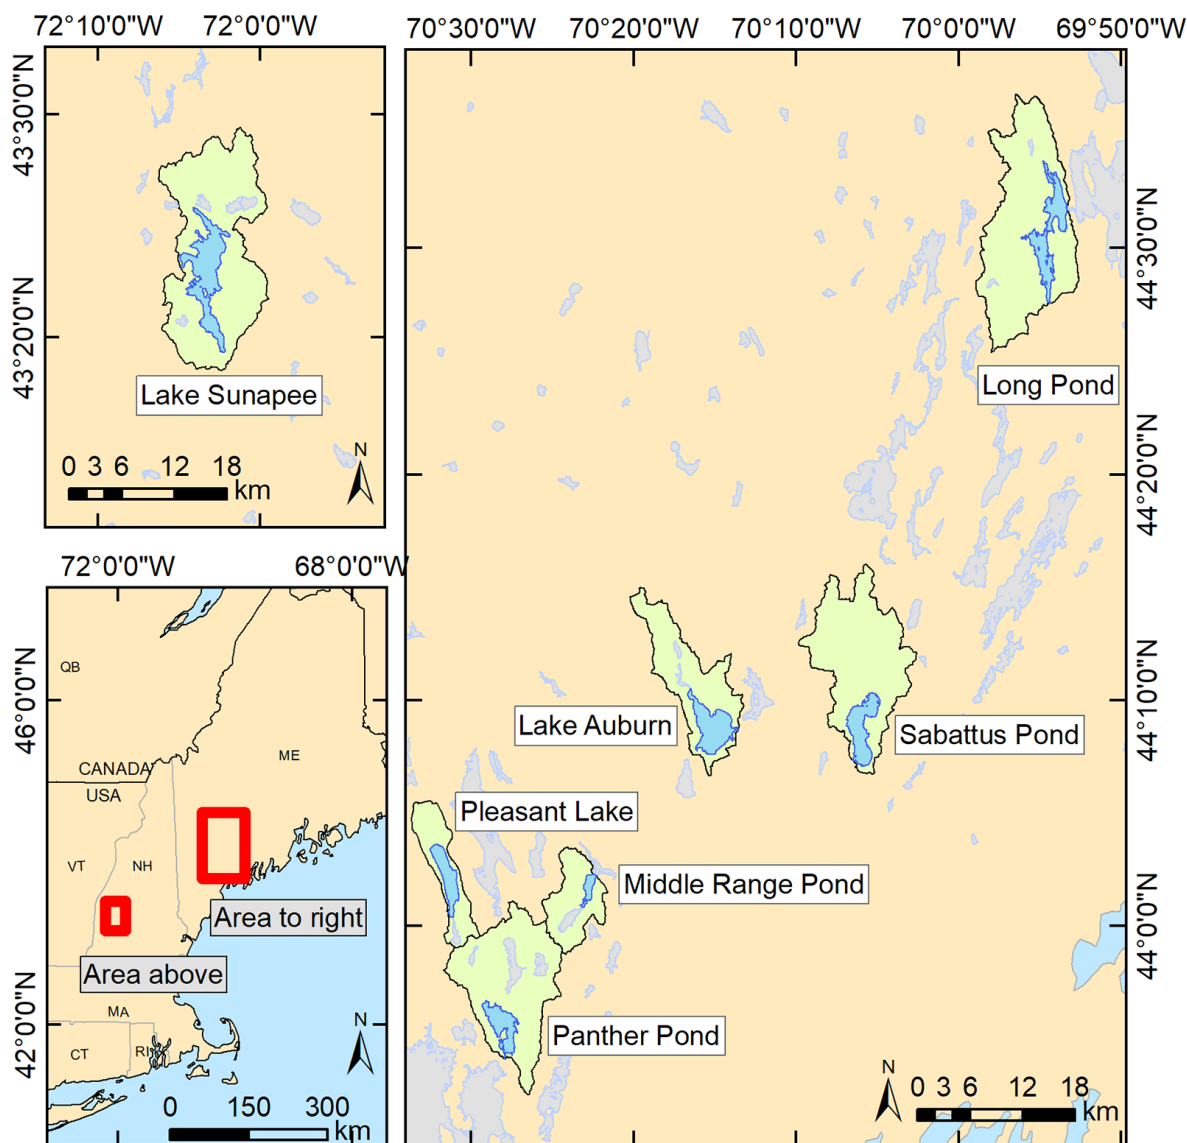 72°10'0"W 72°0'0"W
43°30'0"N
43°20'0"N
Lake Sunapee
N
0 3 6 12 18
km
72°0'0"W 68°0'0"W
46°0'0"N
42°0'0"N
QB
ME
CANADA
USA
VT
NH
Area to right
Area above
MA
CT
RI
N
0 150 300
km
70°30'0"W 70°20'0"W 70°10'0"W 70°0'0"W 69°50'0"W
44°30'0"N
44°20'0"N
44°10'0"N
44°0'0"N
Long Pond
Lake Auburn
Sabattus Pond
Pleasant Lake
Middle Range Pond
Panther Pond
N
0 3 6 12 18
km